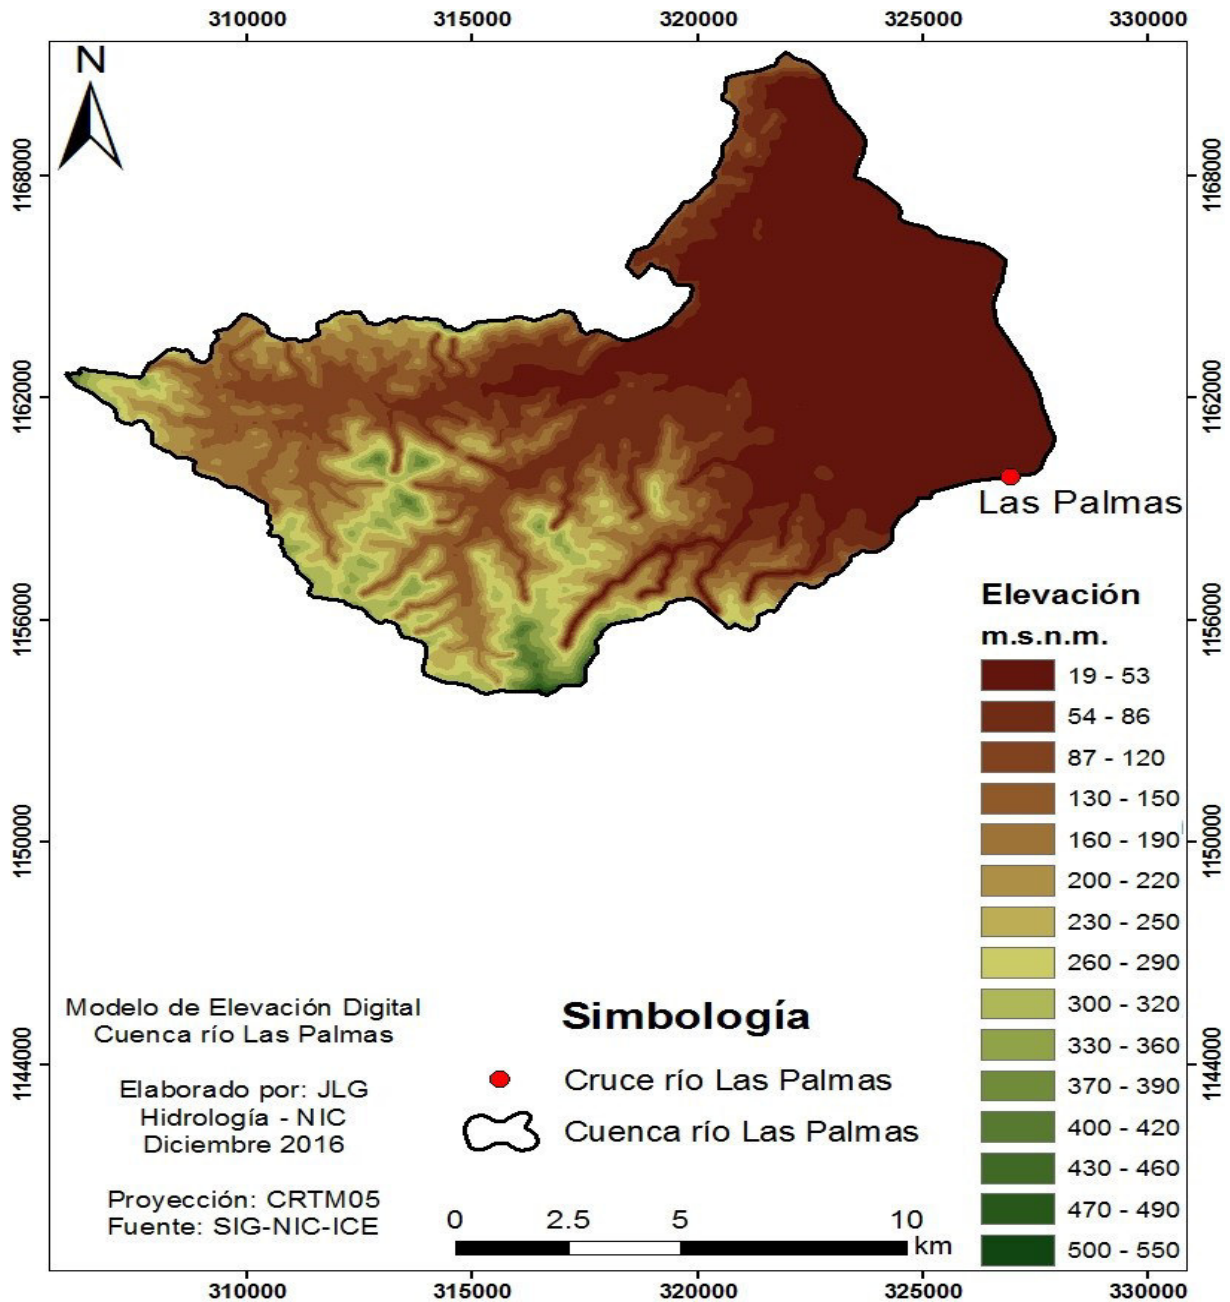 310000 315000 320000 325000 330000
N
1168000 1168000
1162000 1162000
Las Palmas
1156000 1156000
Elevación
m.s.n.m.
19 - 53
54 - 86
87 - 120
130 - 150
160 - 190
200 - 220
230 - 250
260 - 290
300 - 320
330 - 360
370 - 390
400 - 420
430 - 460
470 - 490
500 - 550
1150000 1150000
1144000 1144000
Modelo de Elevación Digital
Cuenca río Las Palmas
Elaborado por: JLG
Hidrología - NIC
Diciembre 2016
Proyección: CRTM05
Fuente: SIG-NIC-ICE
Simbología
Cruce río Las Palmas
Cuenca río Las Palmas
0 2.5 5 10
km
310000 315000 320000 325000 330000